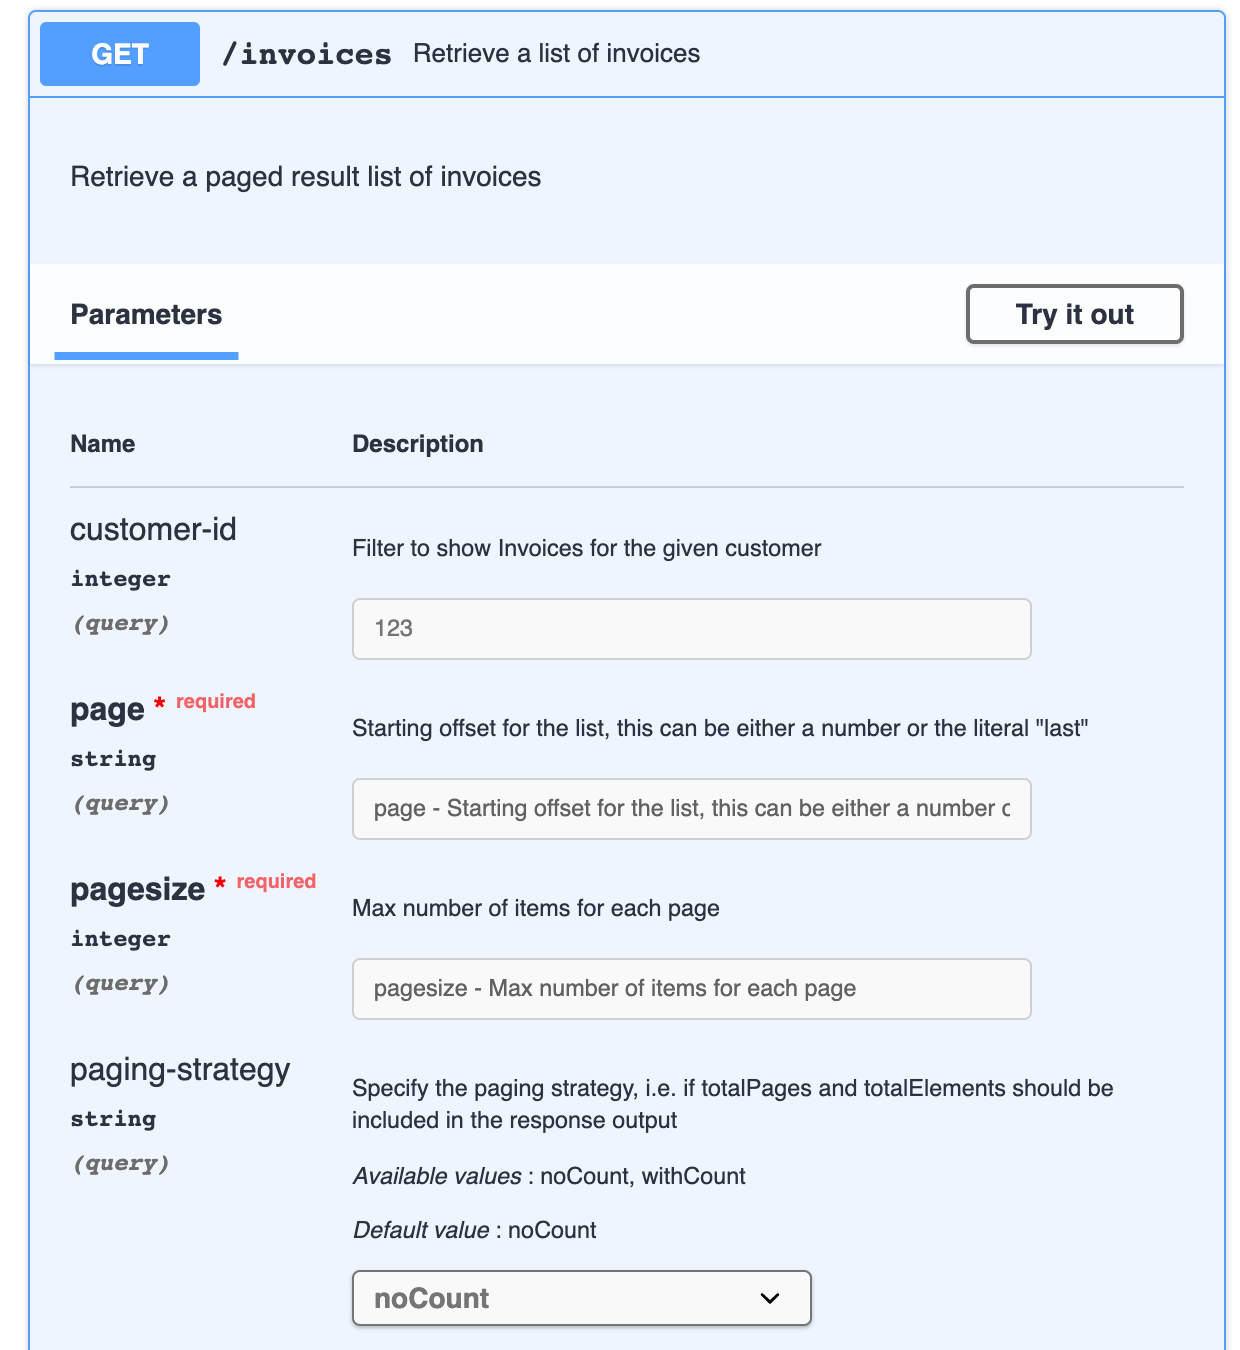 GET /invoices Retrieve a list of invoices
Retrieve a paged result list of invoices
Parameters Try it out
Name Description
customer-id
integer
(query)
Filter to show Invoices for the given customer
123
page * required
string
(query)
Starting offset for the list, this can be either a number or the literal "last"
page - Starting offset for the list, this can be either a number
pagesize * required
integer
(query)
Max number of items for each page
pagesize - Max number of items for each page
paging-strategy
string
(query)
Specify the paging strategy, i.e. if totalPages and totalElements should be
included in the response output
Available values : noCount, withCount
Default value : noCount
noCount